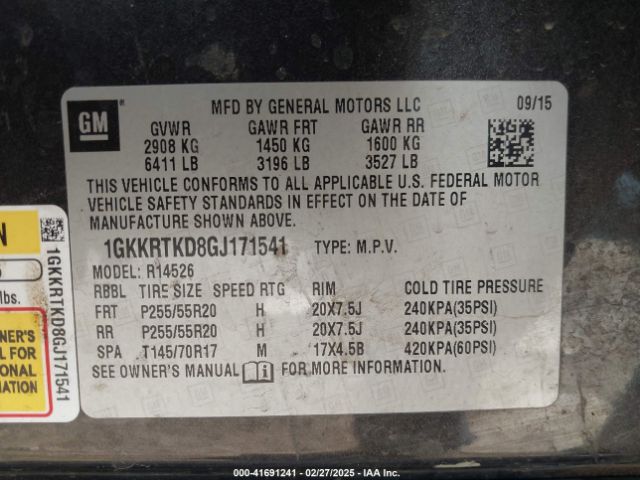 GM
MFD BY GENERAL MOTORS LLC 09/15
GVWR GAWR FRT GAWR RR
2908 KG 1450 KG 1600 KG
6411 LB 3196 LB 3527 LB
THIS VEHICLE CONFORMS TO ALL APPLICABLE U.S. FEDERAL MOTOR
VEHICLE SAFETY STANDARDS IN EFFECT ON THE DATE OF
MANUFACTURE SHOWN ABOVE.
1GKKRTKD8GJ171541 TYPE: M.P.V.
MODEL: R14526
RBBL TIRE SIZE SPEED RTG RIM COLD TIRE PRESSURE
FRT P255/55R20 H 20X7.5J 240KPA(35PSI)
RR P255/55R20 H 20X7.5J 240KPA(35PSI)
SPA T145/70R17 M 17X4.5B 420KPA(60PSI)
SEE OWNER'S MANUAL FOR MORE INFORMATION.
1GKKRTKD8GJ171541
lbs.
FOR
000-41691241 - 02/27/2025 - IAA Inc.